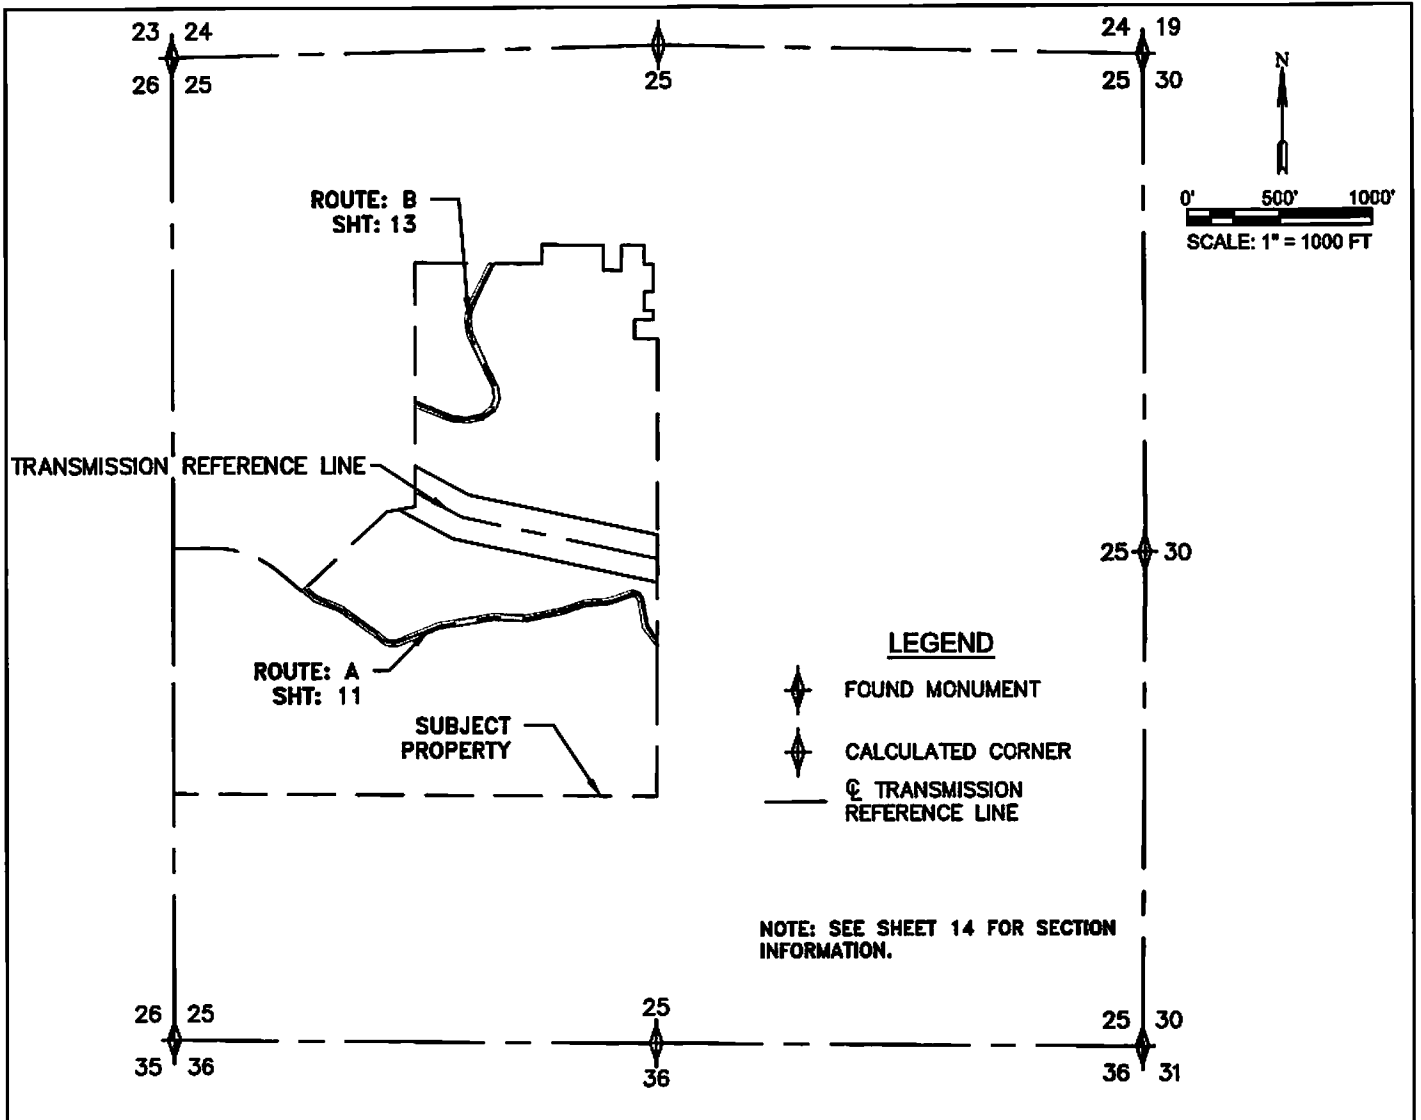 23 24
26 25
25
24 19
25 30
N
0' 500' 1000'
SCALE: 1" = 1000 FT
ROUTE: B
SHT: 13
TRANSMISSION REFERENCE LINE
25 30
ROUTE: A
SHT: 11
SUBJECT
PROPERTY
LEGEND
FOUND MONUMENT
CALCULATED CORNER
℄ TRANSMISSION
REFERENCE LINE
NOTE: SEE SHEET 14 FOR SECTION
INFORMATION.
26 25
35 36
25
36
25 30
36 31